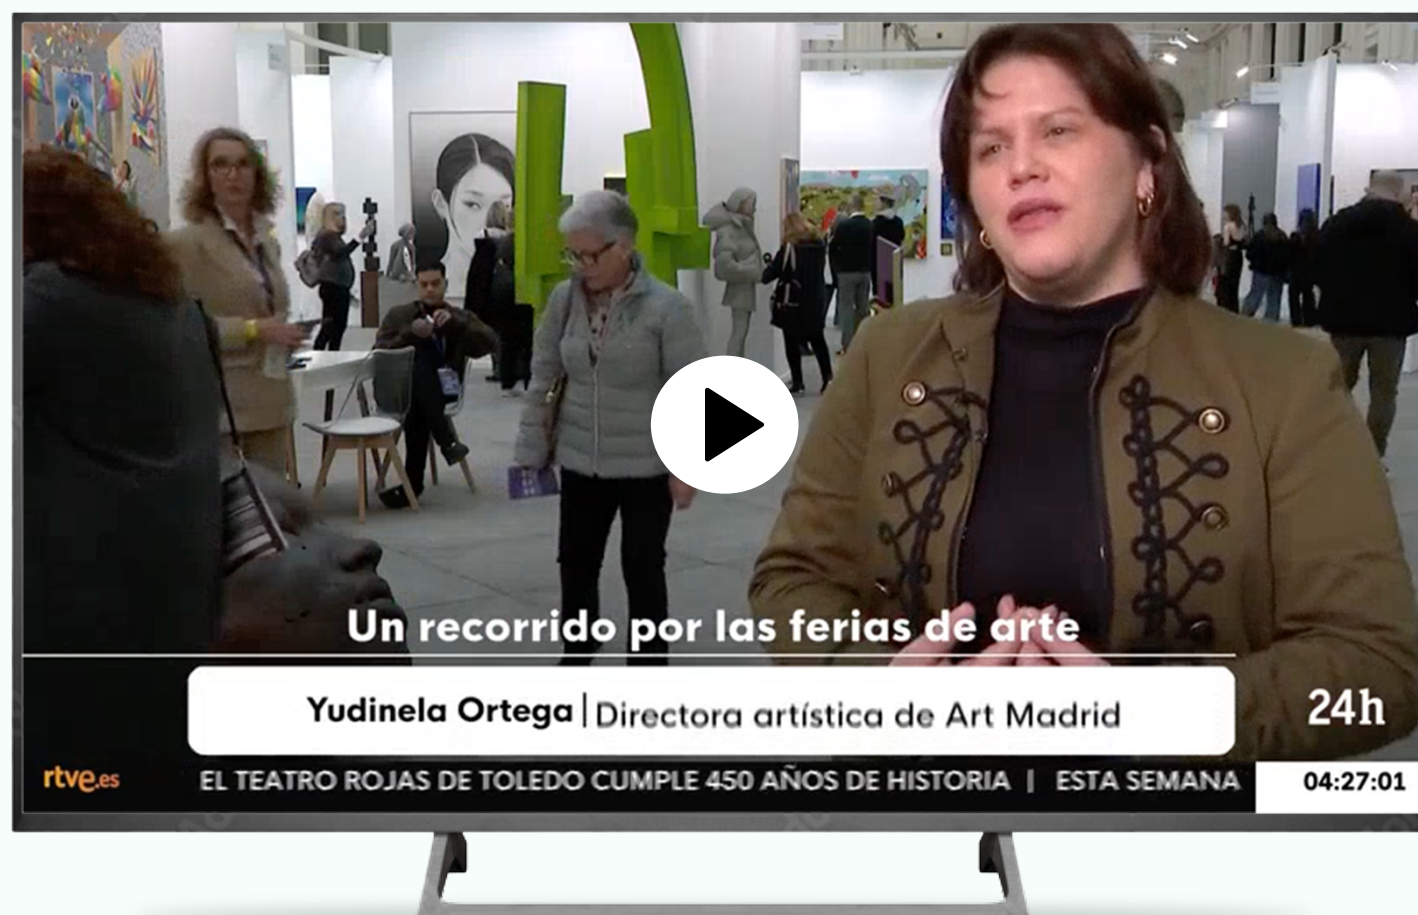 Un recorrido por las ferias de arte
Yudinela Ortega | Directora artística de Art Madrid
24h
rtve.es
EL TEATRO ROJAS DE TOLEDO CUMPLE 450 AÑOS DE HISTORIA | ESTA SEMANA
04:27:01